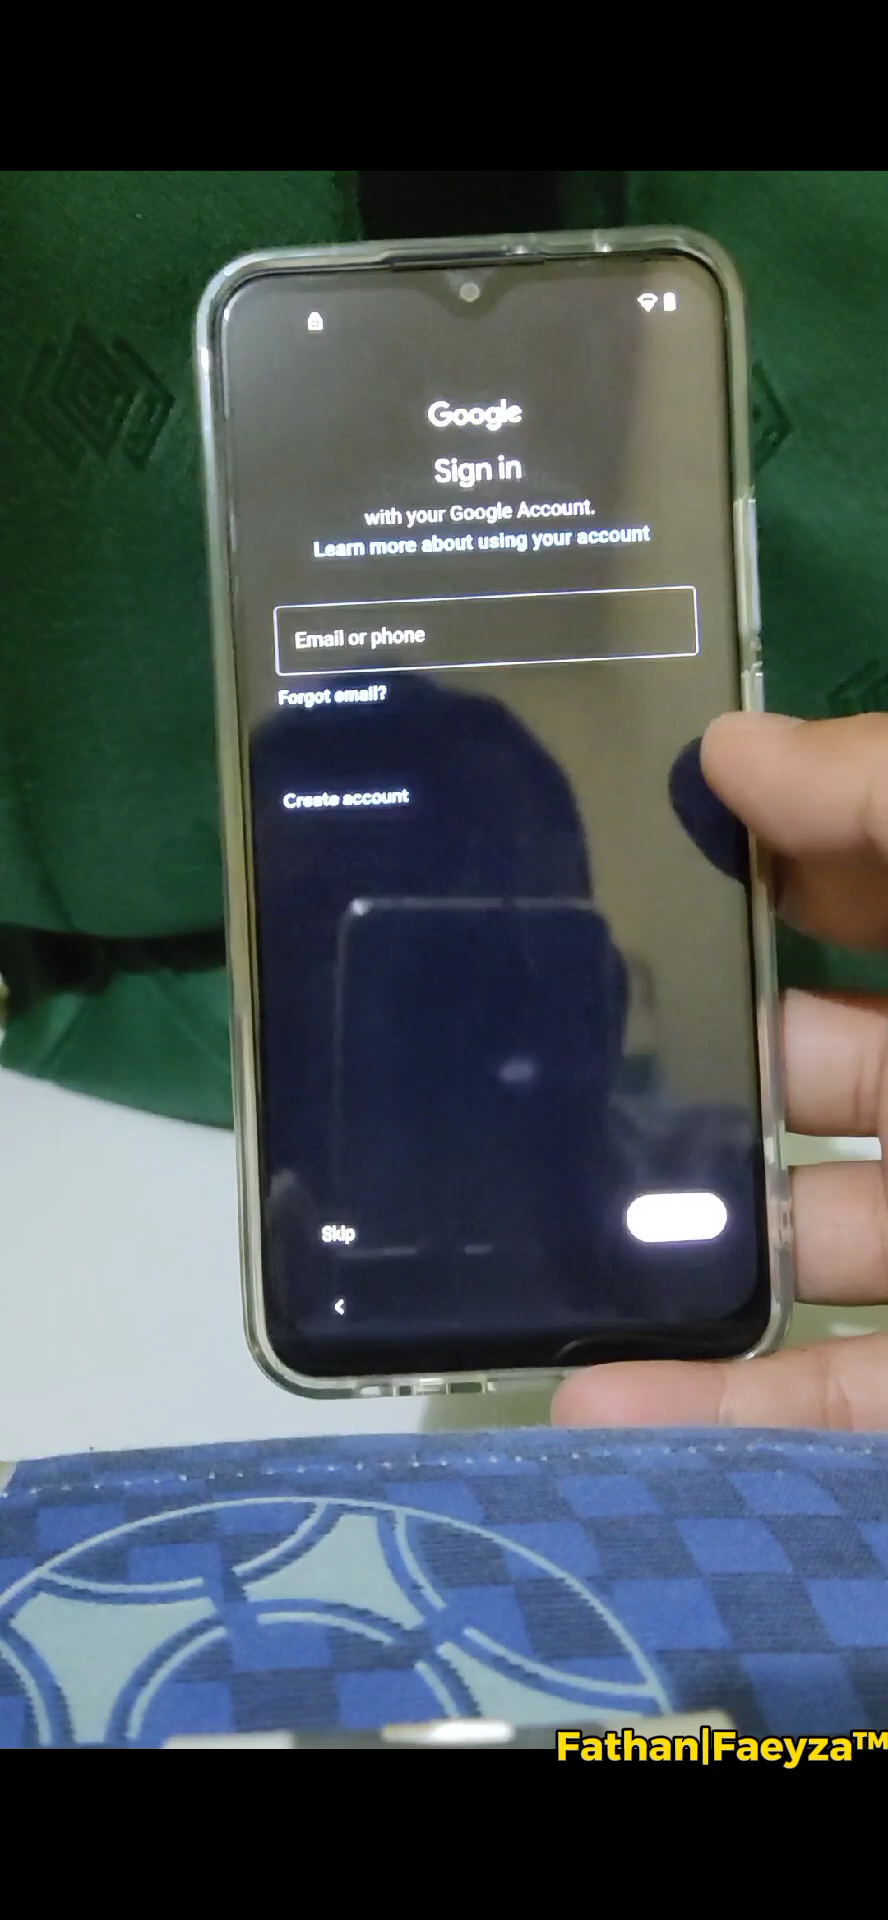 Google
Sign in
with your Google Account.
Learn more about using your account
Email or phone
Forgot email?
Create account
Skip
Fathan|Faeyza™